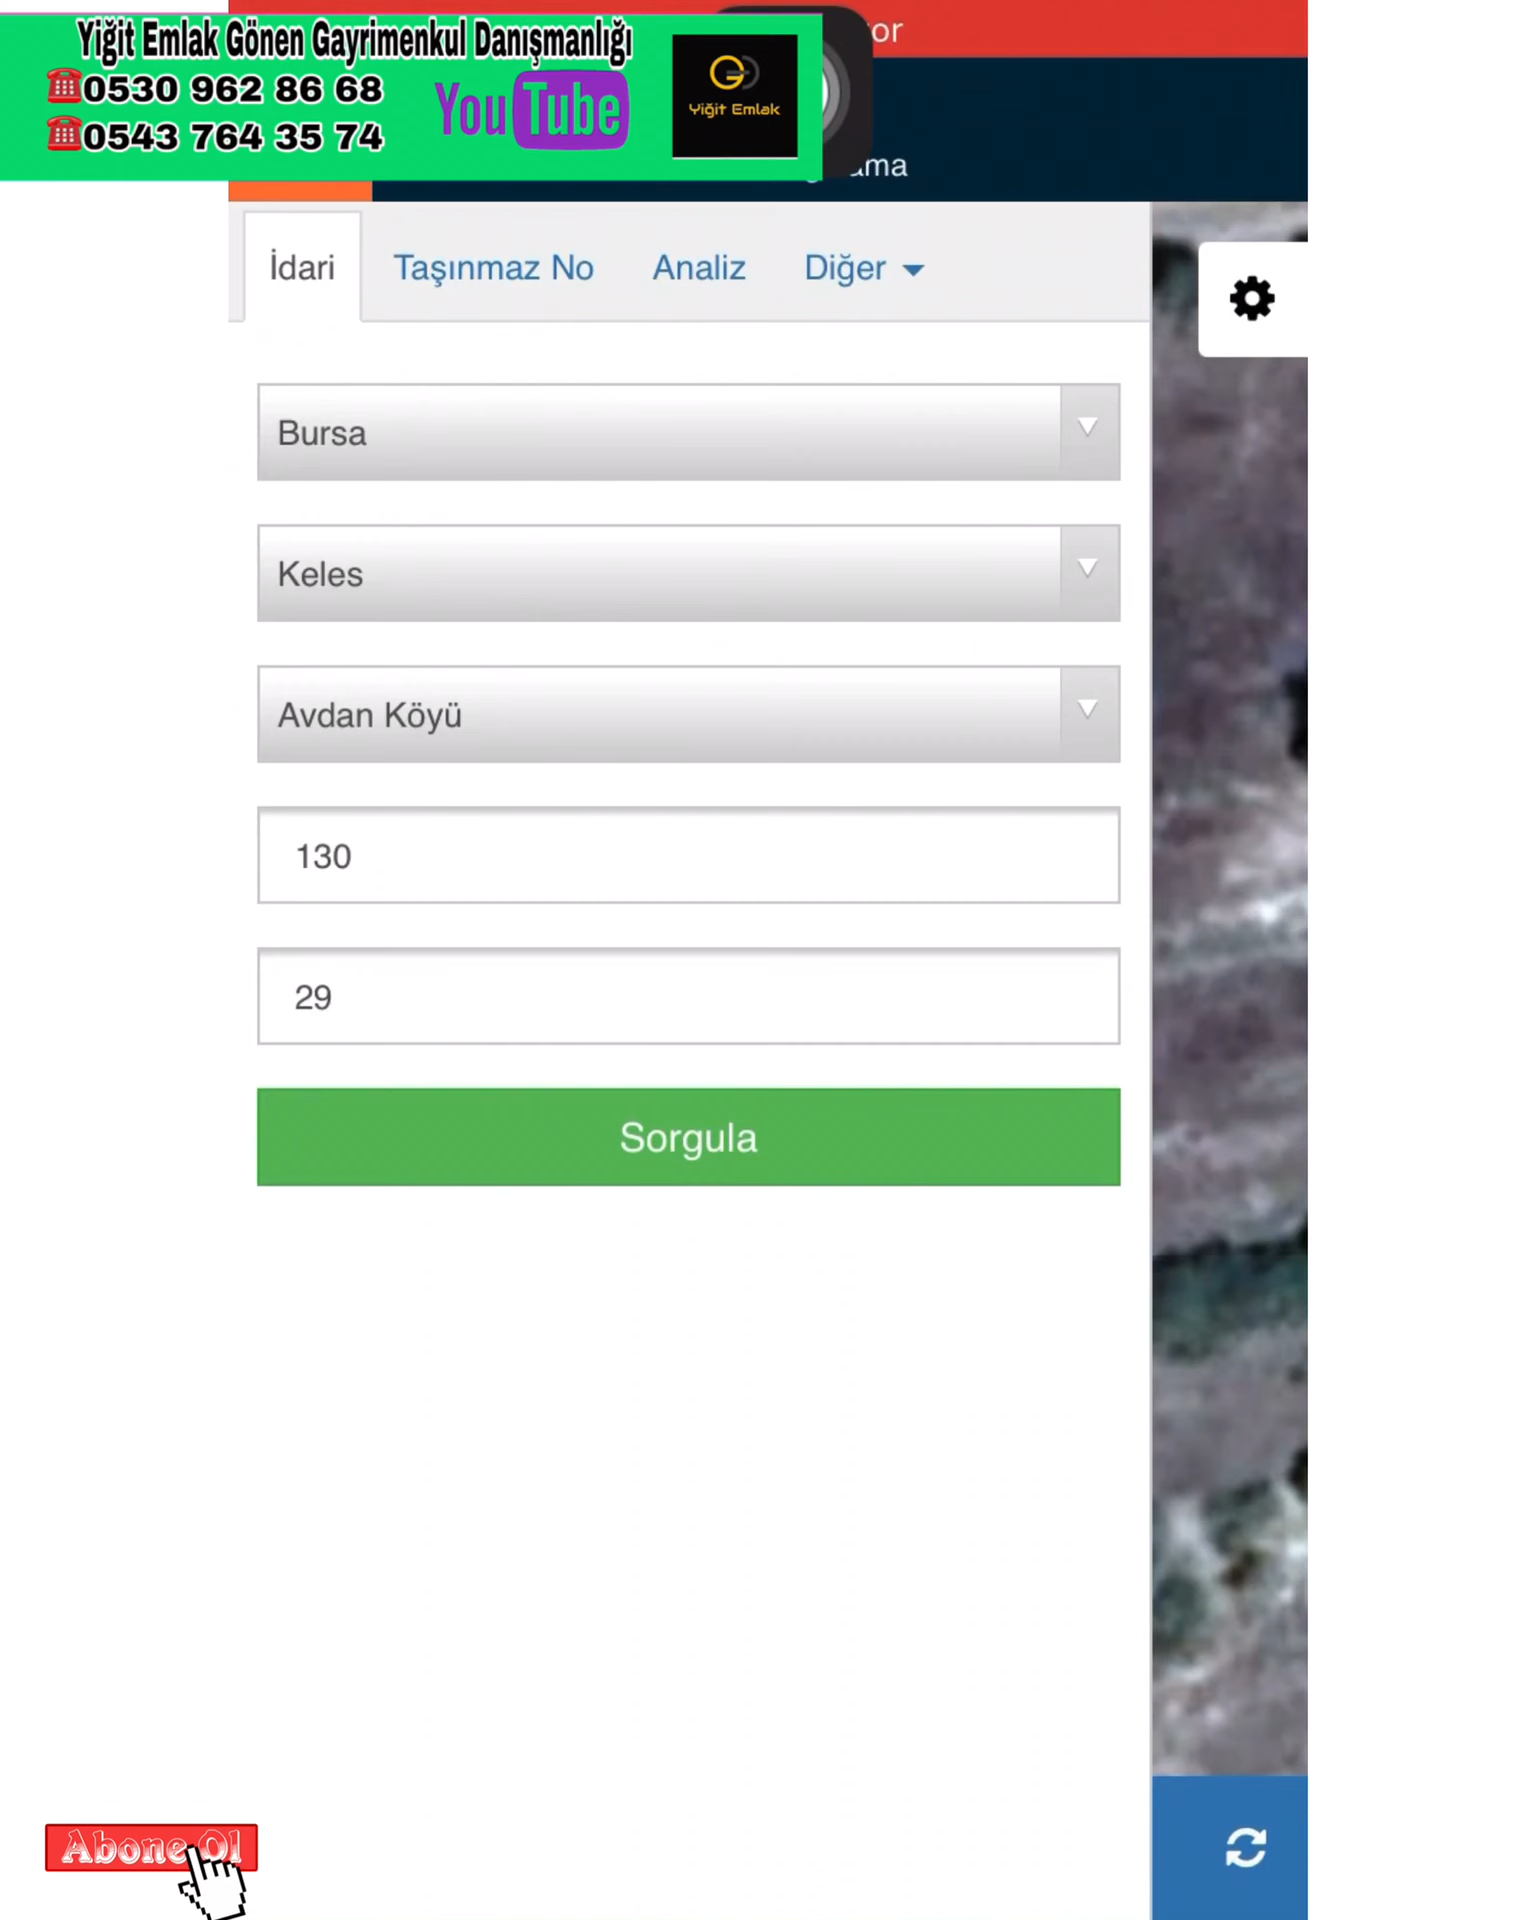 Yiğit Emlak Gönen Gayrimenkul Danışmanlığı
0530 962 86 68
0543 764 35 74
YouTube
Yiğit Emlak
İdari
Taşınmaz No
Analiz
Diğer
Bursa
Keles
Avdan Köyü
130
29
Sorgula
Abone Ol